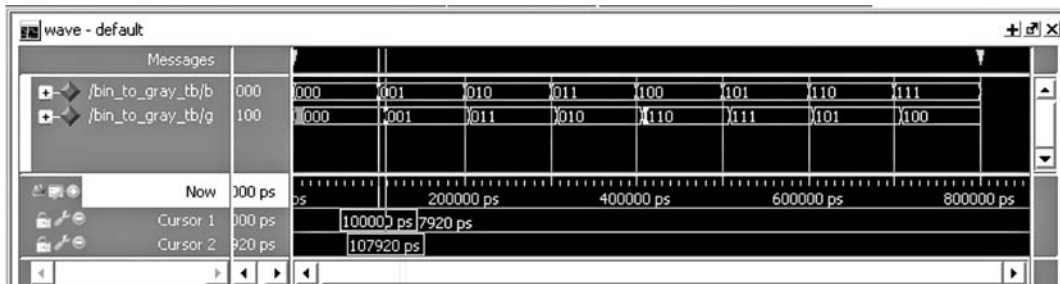 wave - default
Messages
/bin_to_gray_tb/b 000 000 001 010 011 100 101 110 111
/bin_to_gray_tb/g 100 000 001 011 010 110 111 101 100
Now 000 ps ps 200000 ps 400000 ps 600000 ps 800000 ps
Cursor 1 000 ps 100000 ps 7920 ps
Cursor 2 920 ps 107920 ps